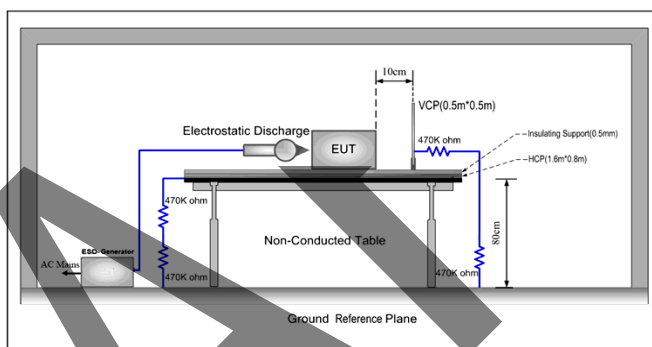 10cm
VCP(0.5m*0.5m)
Electrostatic Discharge
EUT
470K ohm
Insulating Support(0.5mm)
HCP(1.6m*0.8m)
470K ohm
80cm
Non-Conducted Table
ESD-Generator
AC Mains
470K ohm
470K ohm
Ground Reference Plane